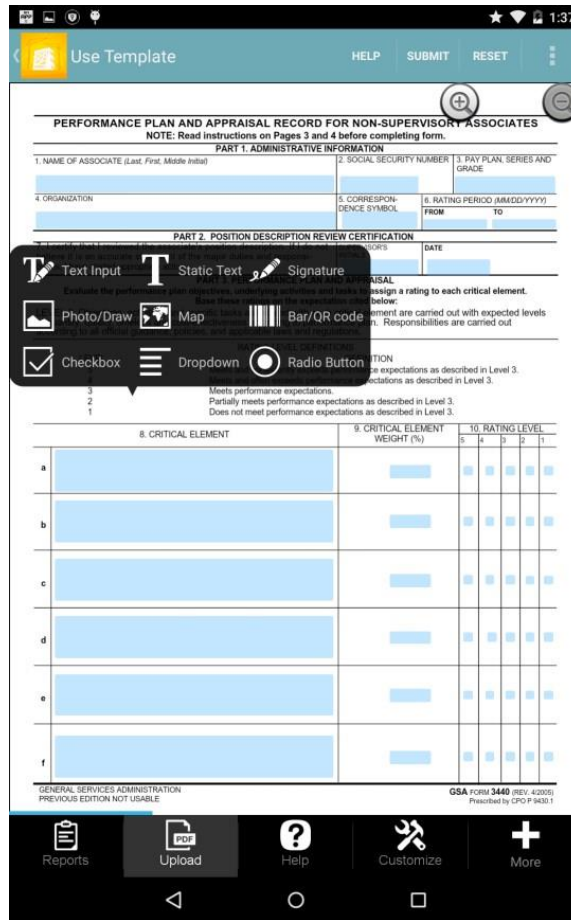 1:37
Use Template
HELP SUBMIT RESET
PERFORMANCE PLAN AND APPRAISAL RECORD FOR NON-SUPERVISORY ASSOCIATES
NOTE: Read instructions on Pages 3 and 4 before completing form.
PART 1. ADMINISTRATIVE INFORMATION
1. NAME OF ASSOCIATE (Last, First, Middle Initial)
2. SOCIAL SECURITY NUMBER
3. PAY PLAN, SERIES AND GRADE
4. ORGANIZATION
5. CORRESPON-
DENCE SYMBOL
6. RATING PERIOD (MM/DD/YYYY)
FROM TO
PART 2. POSITION DESCRIPTION REVIEW CERTIFICATION
DATE
Text Input Static Text Signature
Photo/Draw Map Bar/QR code
Checkbox Dropdown Radio Button
AND APPRAISAL
to assign a rating to each critical element.
below:
element are carried out with expected levels
plan. Responsibilities are carried out
performance expectations as described in Level 3.
expectations as described in Level 3.
3 Meets performance expectations.
2 Partially meets performance expectations as described in Level 3.
1 Does not meet performance expectations as described in Level 3.
8. CRITICAL ELEMENT
9. CRITICAL ELEMENT
WEIGHT (%)
10. RATING LEVEL
5 4 3 2 1
a
b
c
d
e
f
GENERAL SERVICES ADMINISTRATION
PREVIOUS EDITION NOT USABLE
GSA FORM 3440 (REV. 4/2005)
Prescribed by CPO P 9430.1
PDF
Reports Upload Help Customize More